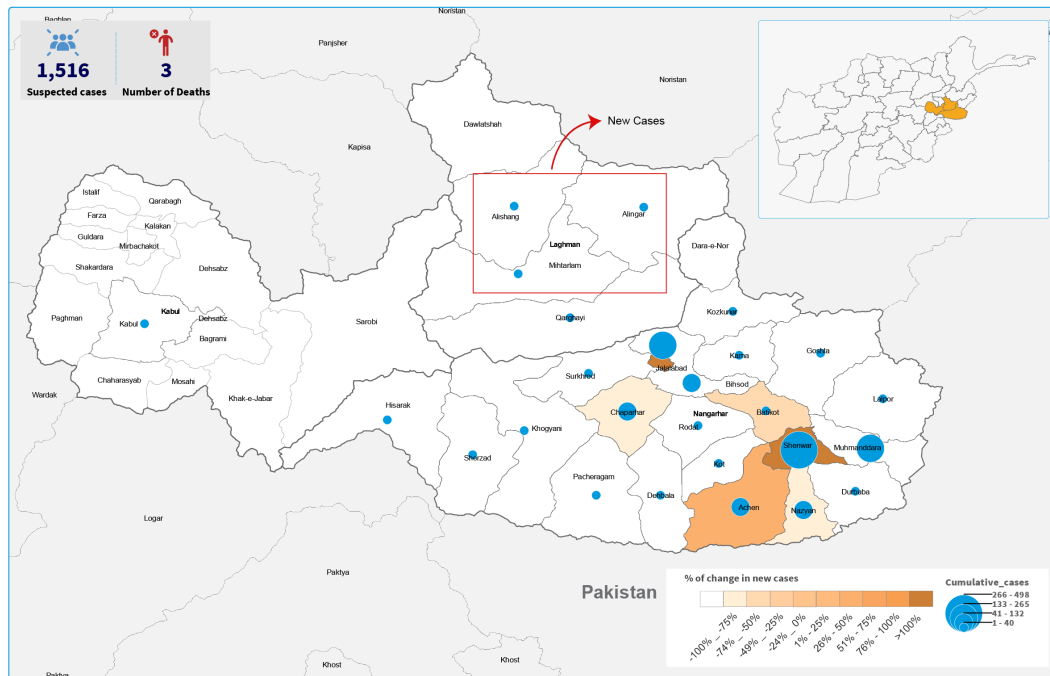 Baghlan
Noristan
Panjsher
1,516
Suspected cases
3
Number of Deaths
Noristan
Dawlatshah
New Cases
Kapisa
Istalif
Qarabagh
Farza
Kalakan
Guldara
Mirbachakot
Shakardara
Dehsabz
Alishang
Alingar
Laghman
Mihtarlam
Dara-e-Nor
Paghman
Kabul
Kabul
Dehsabz
Bagrami
Sarobi
Qarghayi
Kozkunar
Goshta
Kama
Jalalabad
Surkhrod
Bihsod
Chaharasyab
Mosahi
Wardak
Khak-e-Jabar
Hisarak
Chaparhar
Nangarhar
Batikot
Lalpor
Rodat
Khogyani
Shenwar
Muhmanddara
Sherzad
Kot
Pacheragam
Dehbala
Achen
Nazyan
Durbaba
Logar
Paktya
Pakistan
Khost
Khost
Paktya
% of change in new cases
-100% - -75%
-74% - -50%
-49% - -25%
-24% - 0%
1% - 25%
26% - 50%
51% - 75%
76% - 100%
>100%
Cumulative_cases
266 - 498
133 - 265
41 - 132
1 - 40